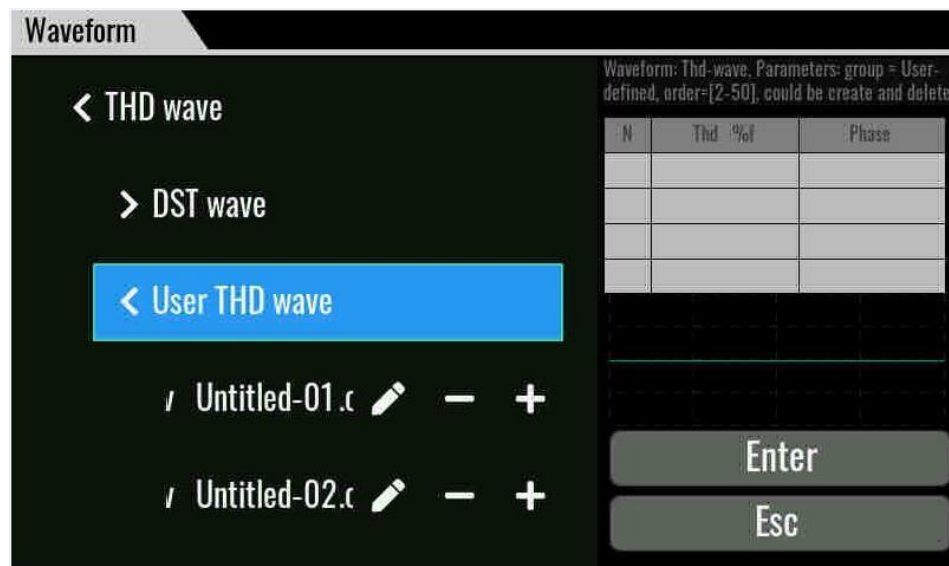 Waveform
THD wave
DST wave
User THD wave
Untitled-01.c
Untitled-02.c
Waveform: Thd-wave, Parameters: group = User-
defined, order=[2-50], could be create and delete
N Thd %f Phase
Enter
Esc